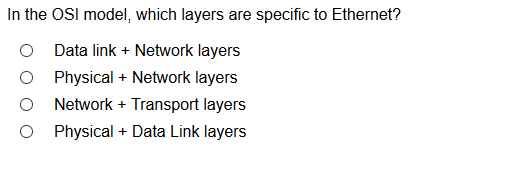 In the OSI model, which layers are specific to Ethernet?
Data link + Network layers
Physical + Network layers
Network + Transport layers
Physical + Data Link layers